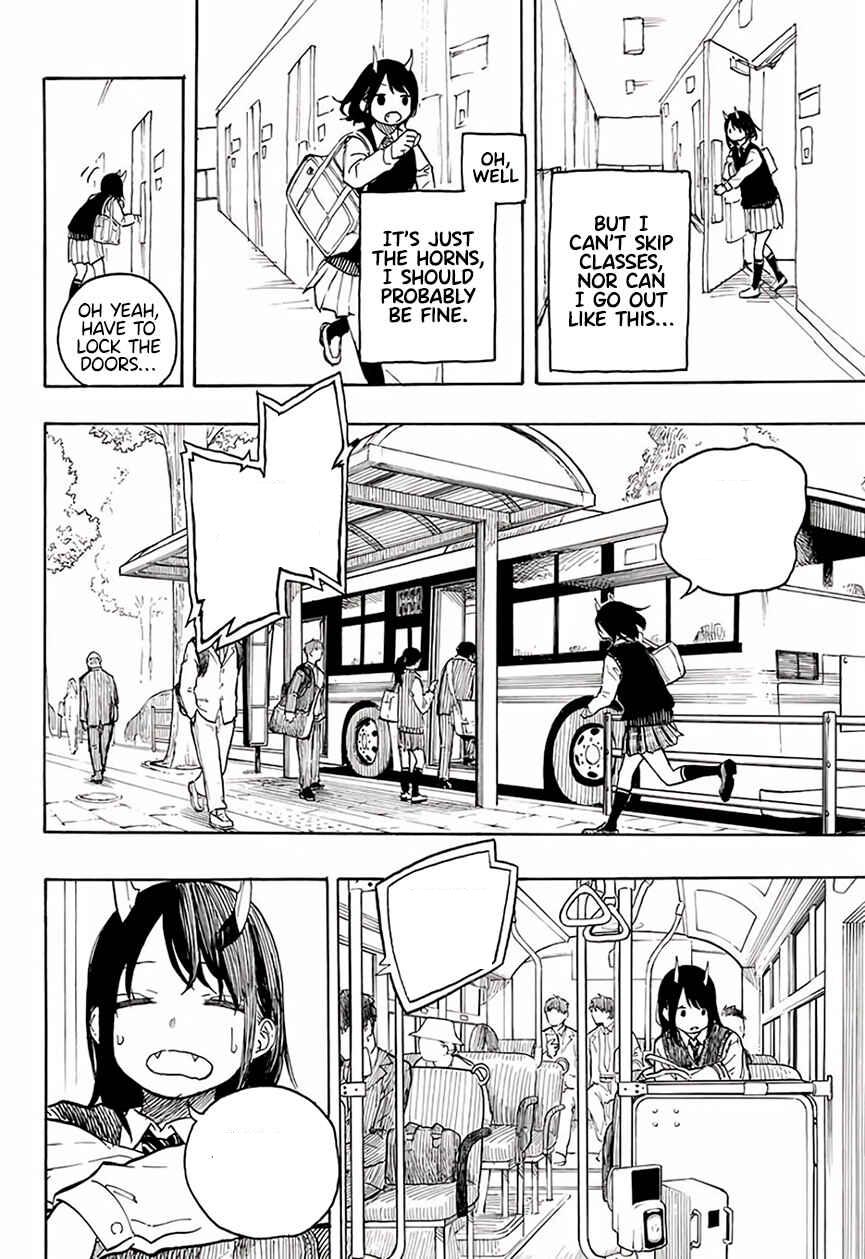 BUT I
CAN'T SKIP
CLASSES,
NOR CAN
I GO OUT
LIKE THIS...
OH,
WELL
IT'S JUST
THE HORNS,
I SHOULD
PROBABLY
BE FINE.
OH YEAH,
HAVE TO
LOCK THE
DOORS...